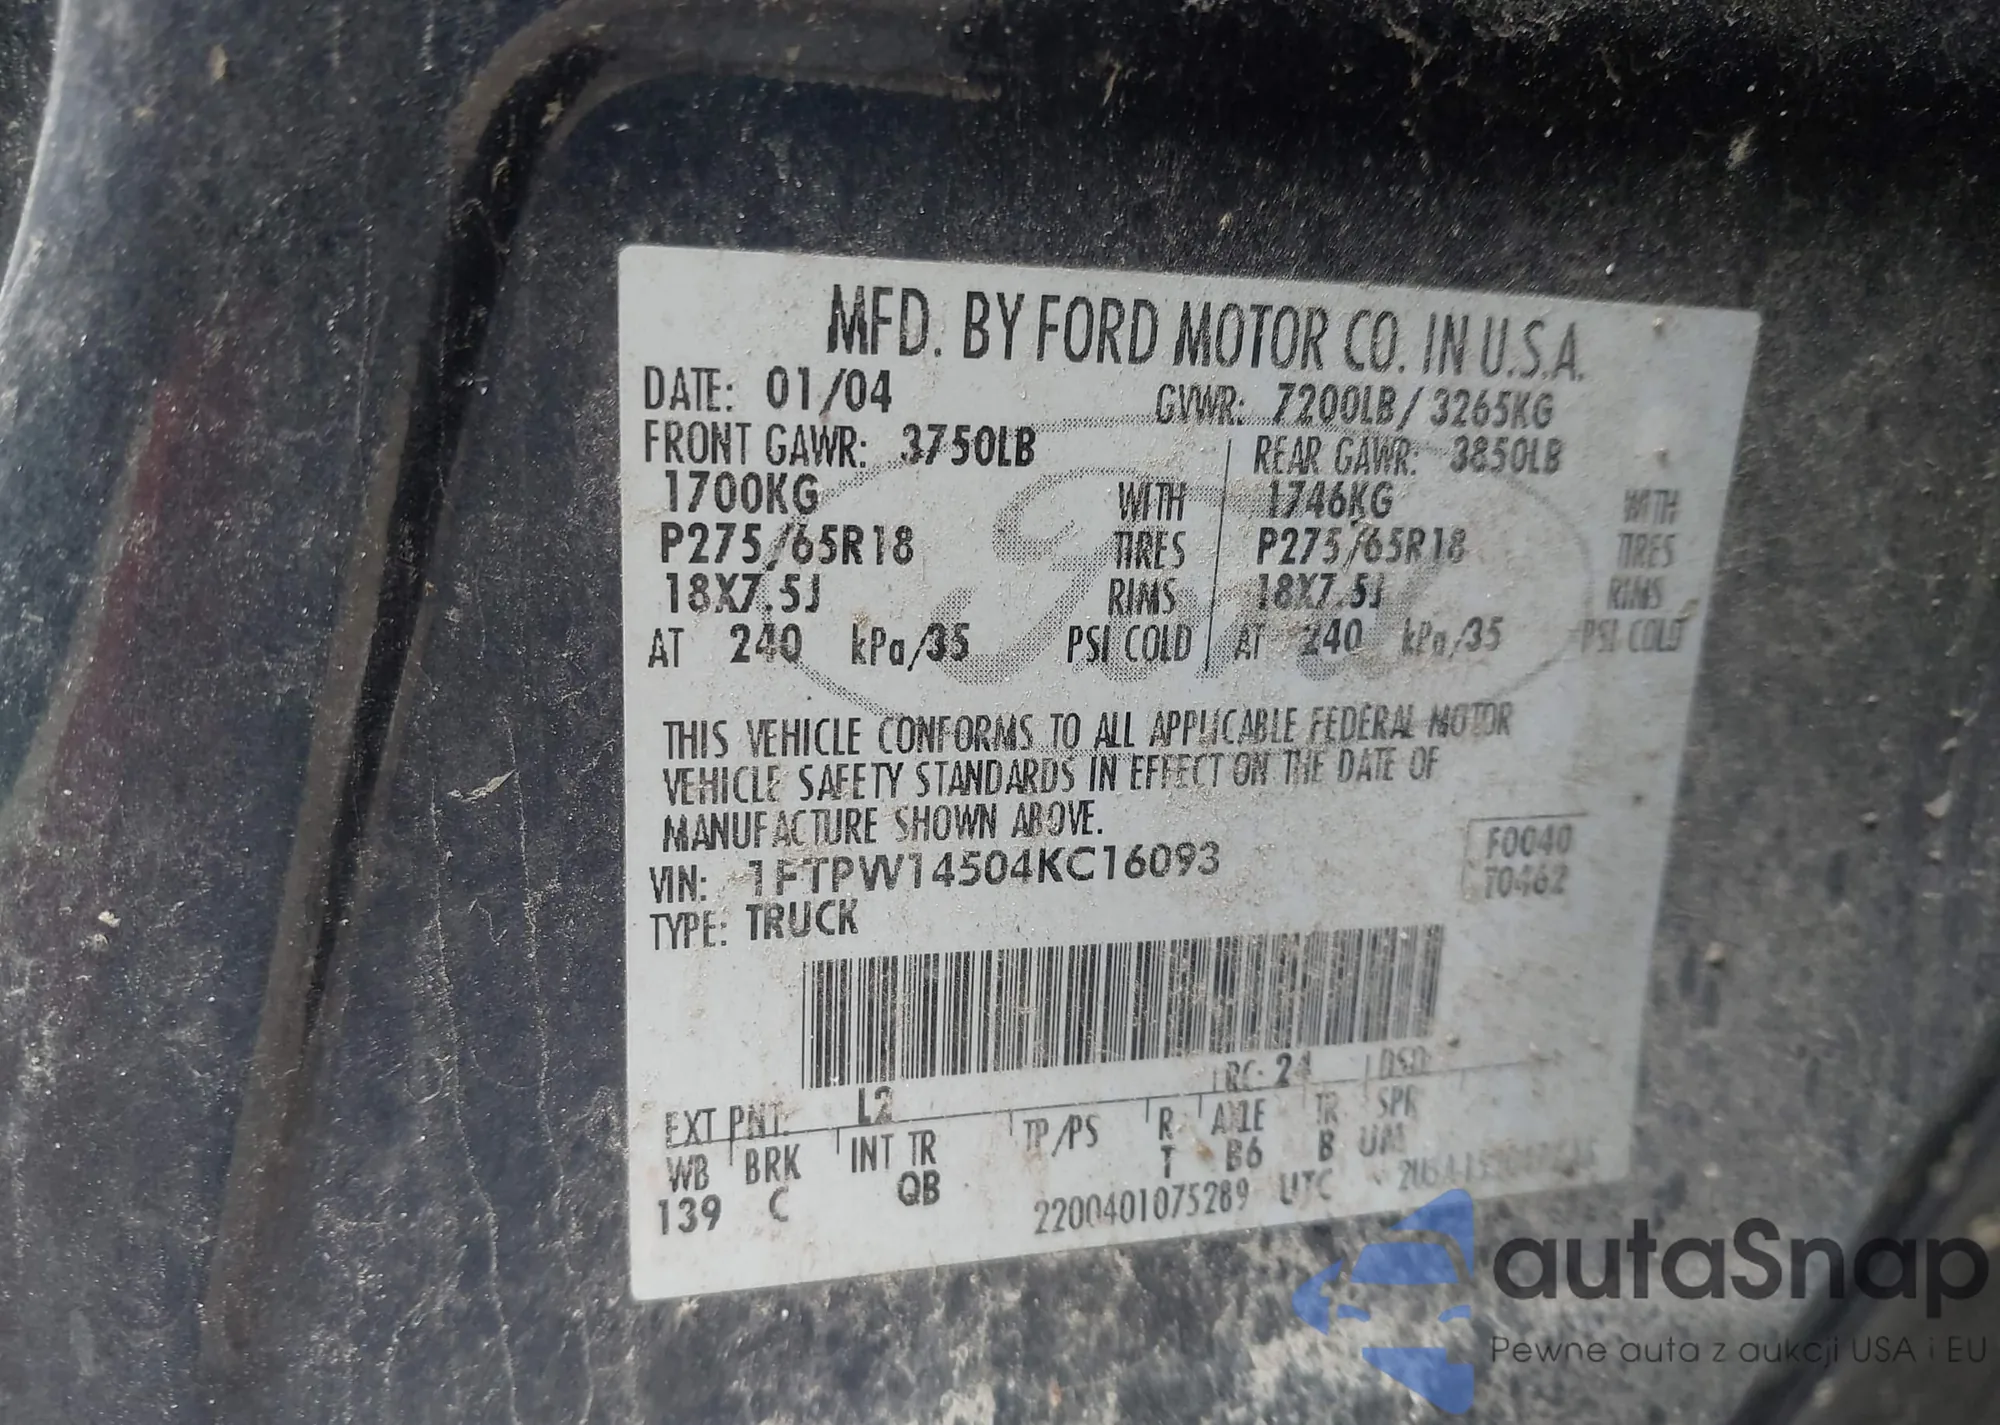 MFD. BY FORD MOTOR CO. IN U.S.A.
DATE: 01/04 GVWR: 7200LB/3265KG
FRONT GAWR: 3750LB REAR GAWR: 3850LB
1700KG WITH 1746KG WITH
P275/65R18 TIRES P275/65R18 TIRES
18X7.5J RIMS 18X7.5J RIMS
AT 240 kPa/35 PSI COLD AT 240 kPa/35 PSI COLD
Ford
THIS VEHICLE CONFORMS TO ALL APPLICABLE FEDERAL MOTOR
VEHICLE SAFETY STANDARDS IN EFFECT ON THE DATE OF
MANUFACTURE SHOWN ABOVE.
VIN: 1FTPW14504KC16093
F0040
T0462
TYPE: TRUCK
EXT PNT: L2 RC: 24 DSO:
WB BRK INT TR TP/PS R AXLE TR SPR
139 C QB T B6 B UM
2200401075289 UTC
autaSnap
Pewne auta z aukcji USA i EU